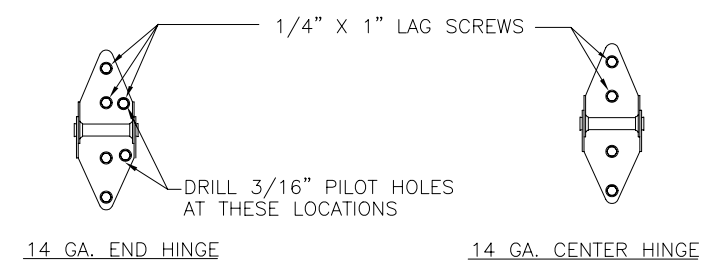 1/4" X 1" LAG SCREWS
DRILL 3/16" PILOT HOLES
AT THESE LOCATIONS
14 GA. END HINGE
14 GA. CENTER HINGE